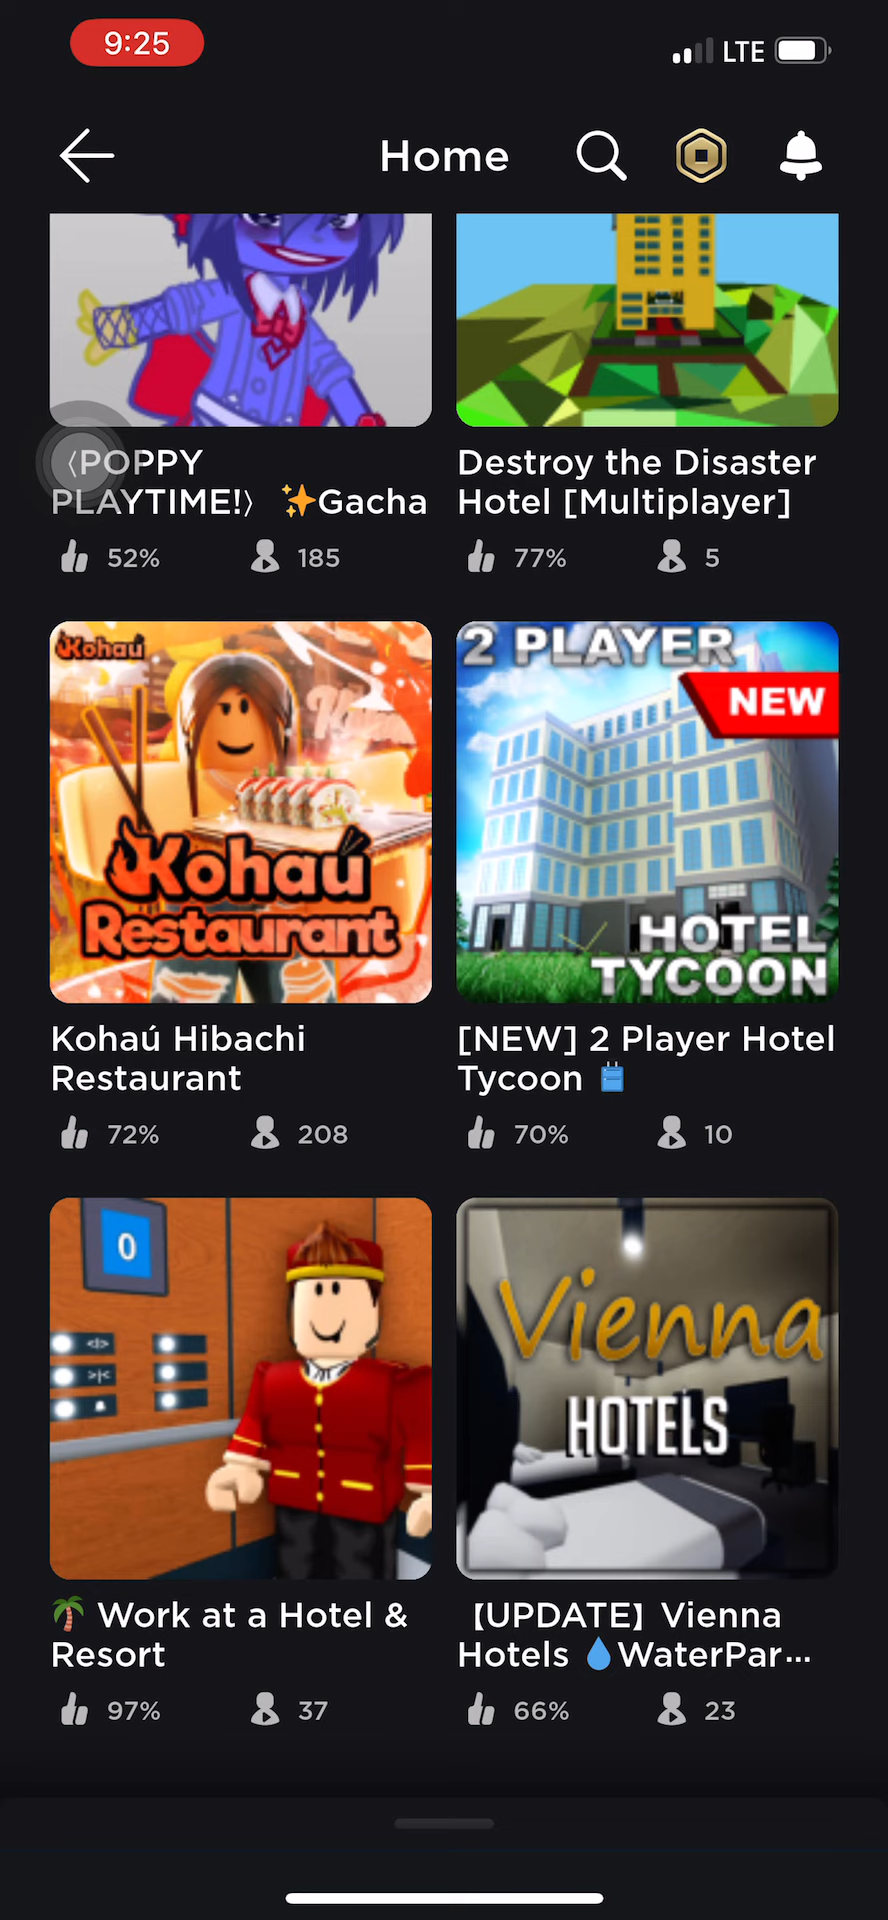 9:25
LTE
Home
⟨POPPY
PLAYTIME!⟩ ✨Gacha
52% 185
Destroy the Disaster
Hotel [Multiplayer]
77% 5
Kohaú
Kohaú
Restaurant
Kohaú Hibachi
Restaurant
72% 208
2 PLAYER
NEW
HOTEL
TYCOON
[NEW] 2 Player Hotel
Tycoon 🧳
70% 10
0
🌴 Work at a Hotel &
Resort
97% 37
Vienna
HOTELS
【UPDATE】Vienna
Hotels 💧WaterPar...
66% 23